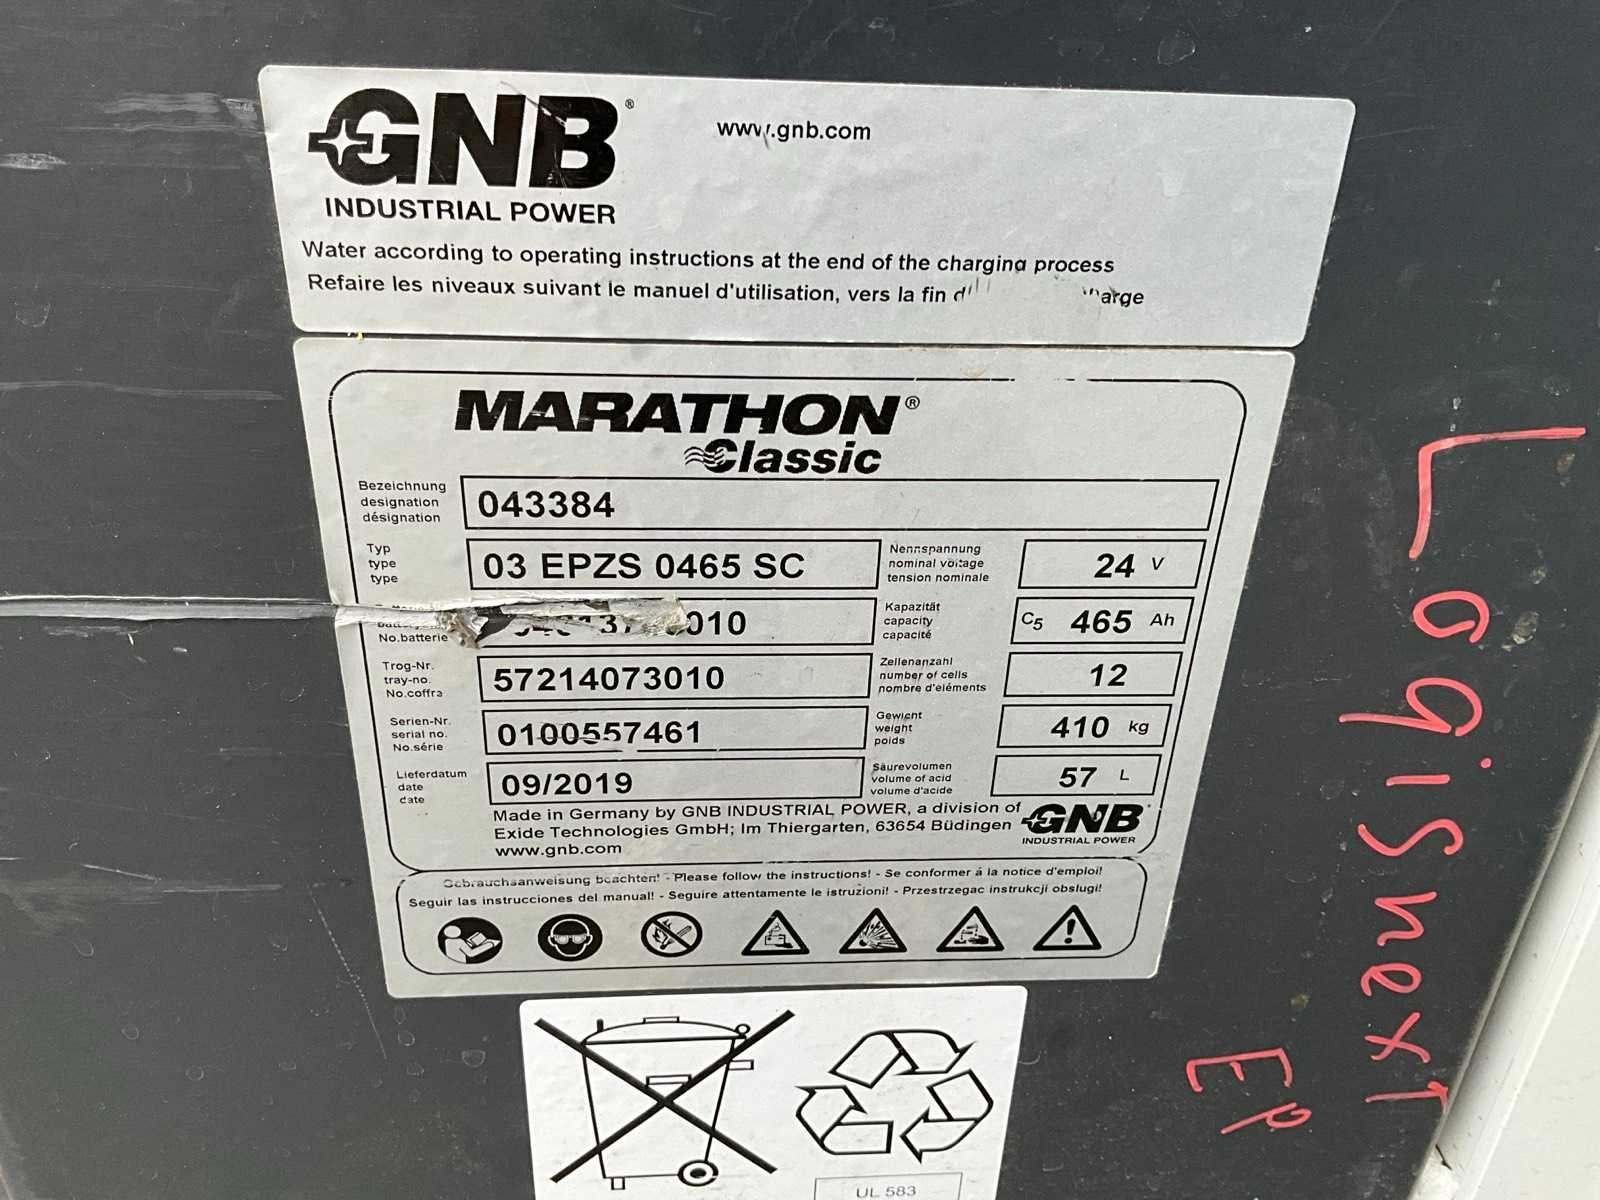 GNB®
www.gnb.com
INDUSTRIAL POWER
Water according to operating instructions at the end of the charging process
Refaire les niveaux suivant le manuel d'utilisation, vers la fin
MARATHON®
Classic
Bezeichnung
designation
désignation
043384
Typ
type
type
03 EPZS 0465 SC
Nennspannung
nominal voltage
tension nominale
24 V
No.batterie
010
Kapazität
capacity
capacité
C5 465 Ah
Trog-Nr.
tray-no.
No.coffra
57214073010
Zellenanzahl
number of cells
nombre d'eléments
12
Serien-Nr.
serial no.
No.série
0100557461
Gewicht
weight
poids
410 kg
Lieferdatum
date
date
09/2019
Säurevolumen
volume of acid
volume d'acide
57 L
Made in Germany by GNB INDUSTRIAL POWER, a division of
Exide Technologies GmbH; Im Thiergarten, 63654 Büdingen
www.gnb.com
GNB
INDUSTRIAL POWER
Gebrauchsanweisung beachten! - Please follow the instructions! - Se conformer á la notice d'emploi!
Seguir las instrucciones del manual! - Seguire attentamente le istruzioni! - Przestrzegac instrukcji obslugi!
UL 583
Logisnext
EP